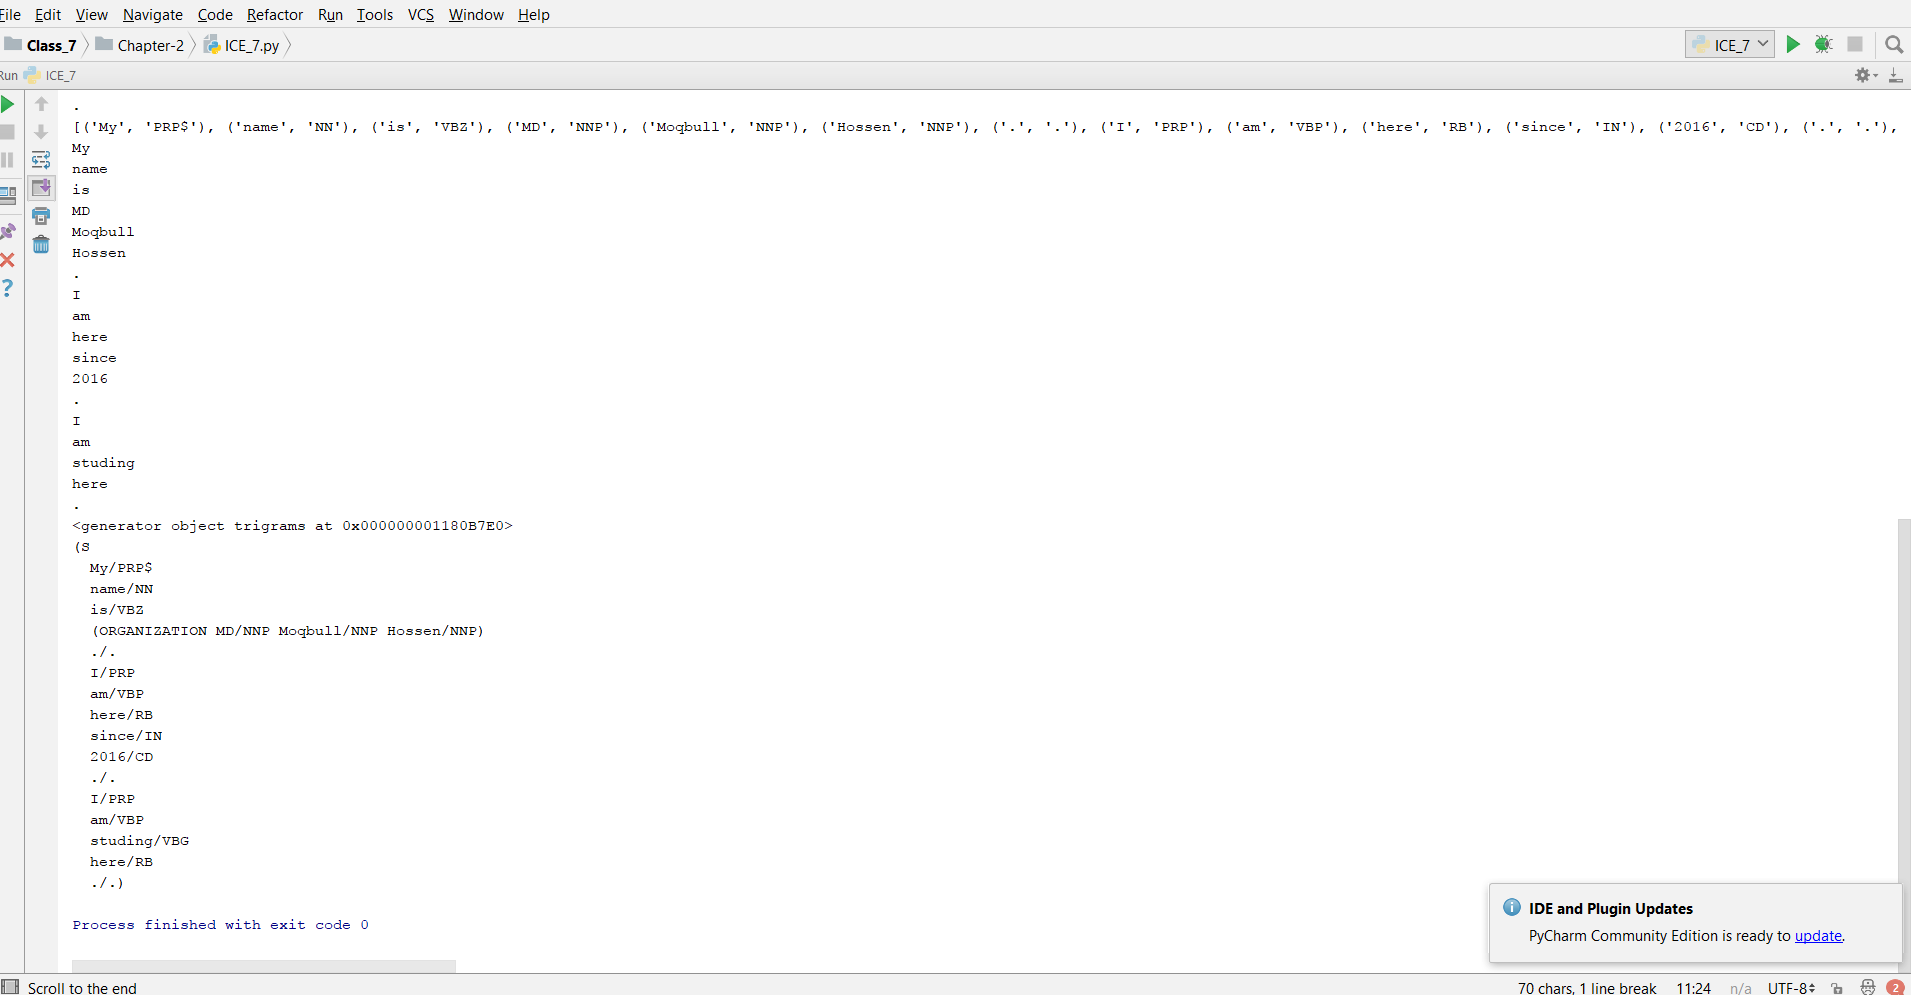 File Edit View Navigate Code Refactor Run Tools VCS Window Help
Class_7 Chapter-2 ICE_7.py ICE_7
Run ICE_7
.
[('My', 'PRP$'), ('name', 'NN'), ('is', 'VBZ'), ('MD', 'NNP'), ('Moqbull', 'NNP'), ('Hossen', 'NNP'), ('.', '.'), ('I', 'PRP'), ('am', 'VBP'), ('here', 'RB'), ('since', 'IN'), ('2016', 'CD'), ('.', '.'),
My
name
is
MD
Moqbull
Hossen
.
I
am
here
since
2016
.
I
am
studing
here
.
<generator object trigrams at 0x000000001180B7E0>
(S
  My/PRP$
  name/NN
  is/VBZ
  (ORGANIZATION MD/NNP Moqbull/NNP Hossen/NNP)
  ./.
  I/PRP
  am/VBP
  here/RB
  since/IN
  2016/CD
  ./.
  I/PRP
  am/VBP
  studing/VBG
  here/RB
  ./.)
Process finished with exit code 0
IDE and Plugin Updates
PyCharm Community Edition is ready to update.
Scroll to the end 70 chars, 1 line break 11:24 n/a UTF-8 2